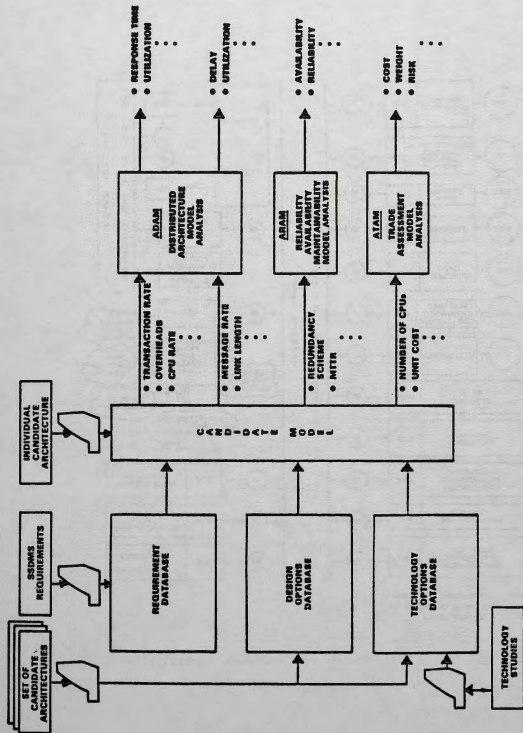 SET OF
CANDIDATE
ARCHITECTURES
SSDMS
REQUIREMENTS
INDIVIDUAL
CANDIDATE
ARCHITECTURE
REQUIREMENT
DATABASE
DESIGN
OPTIONS
DATABASE
TECHNOLOGY
OPTIONS
DATABASE
TECHNOLOGY
STUDIES
CANDIDATE MODEL
• TRANSACTION RATE
• OVERHEADS
• CPU RATE
• MESSAGE RATE
• LINK LENGTH
• REDUNDANCY
SCHEME
• MTTR
• NUMBER OF CPUs
• UNIT COST
ADAM
DISTRIBUTED
ARCHITECTURE
MODEL
ANALYSIS
ARAM
RELIABILITY
AVAILABILITY
MAINTAINABILITY
MODEL ANALYSIS
ATAM
TRADE
ASSESSMENT
MODEL
ANALYSIS
• RESPONSE TIME
• UTILIZATION
• DELAY
• UTILIZATION
• AVAILABILITY
• RELIABILITY
• COST
• WEIGHT
• RISK